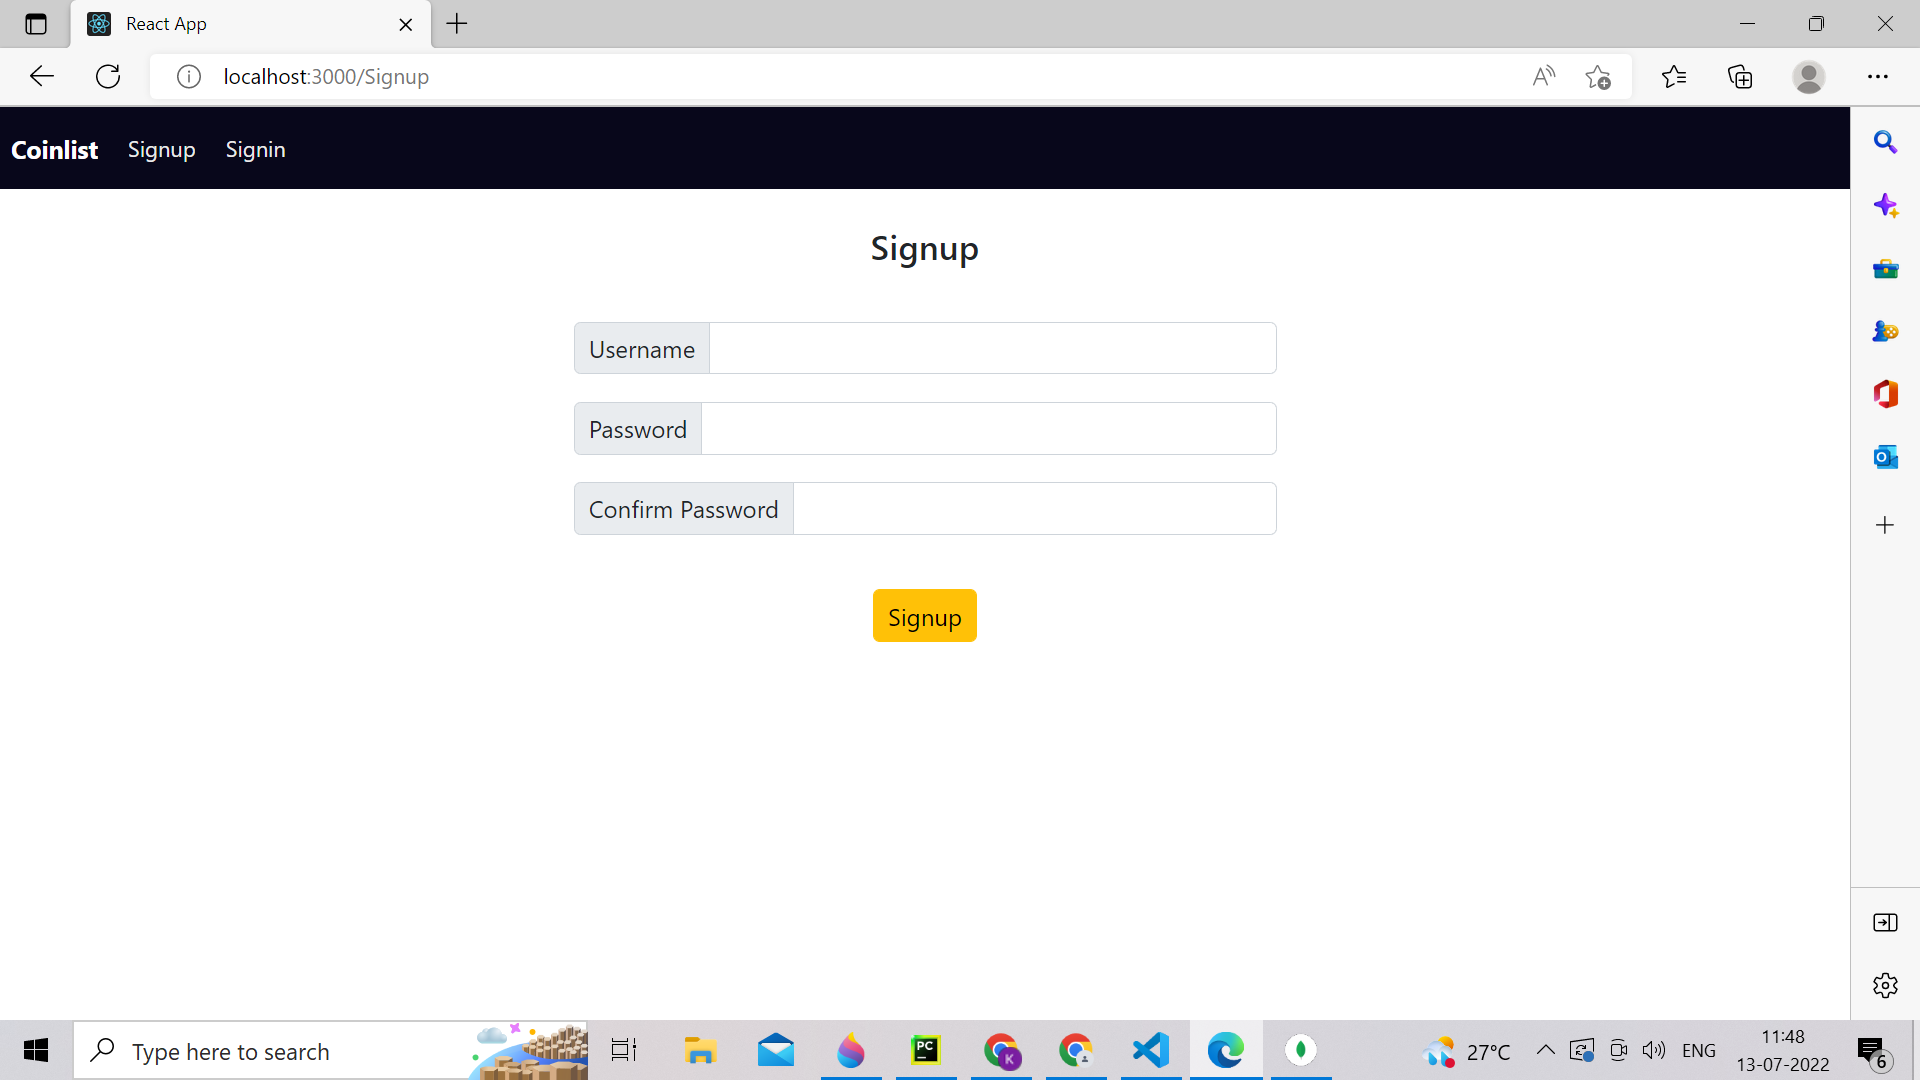 React App
localhost:3000/Signup
Coinlist Signup Signin
Signup
Username
Password
Confirm Password
Signup
Type here to search
PC
K
27°C
ENG
11:48
13-07-2022
6